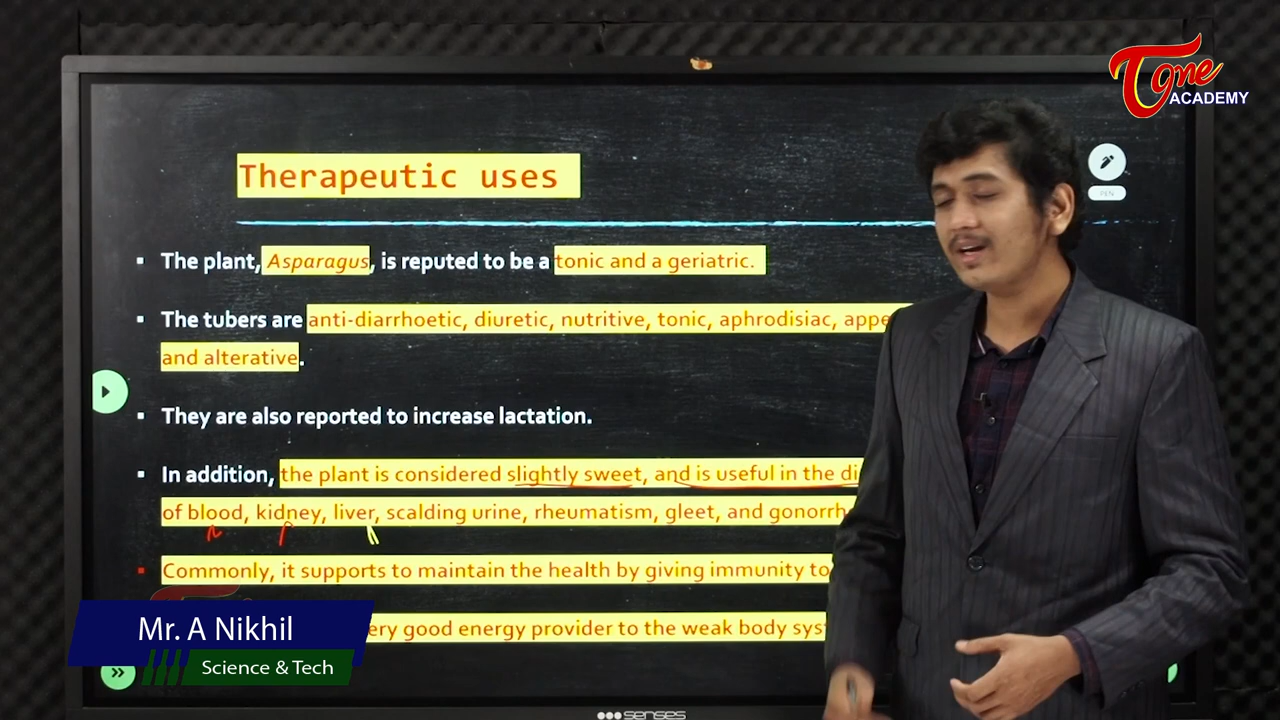 Tone
ACADEMY
Therapeutic uses
PEN
▪ The plant, Asparagus, is reputed to be a tonic and a geriatric.
▪ The tubers are anti-diarrhoetic, diuretic, nutritive, tonic, aphrodisiac,
and alterative.
▪ They are also reported to increase lactation.
▪ In addition, the plant is considered slightly sweet, and is useful in the
of blood, kidney, liver, scalding urine, rheumatism, gleet, and
▪ Commonly, it supports to maintain the health by giving immunity to
good energy provider to the weak body
Mr. A Nikhil
Science & Tech
senses